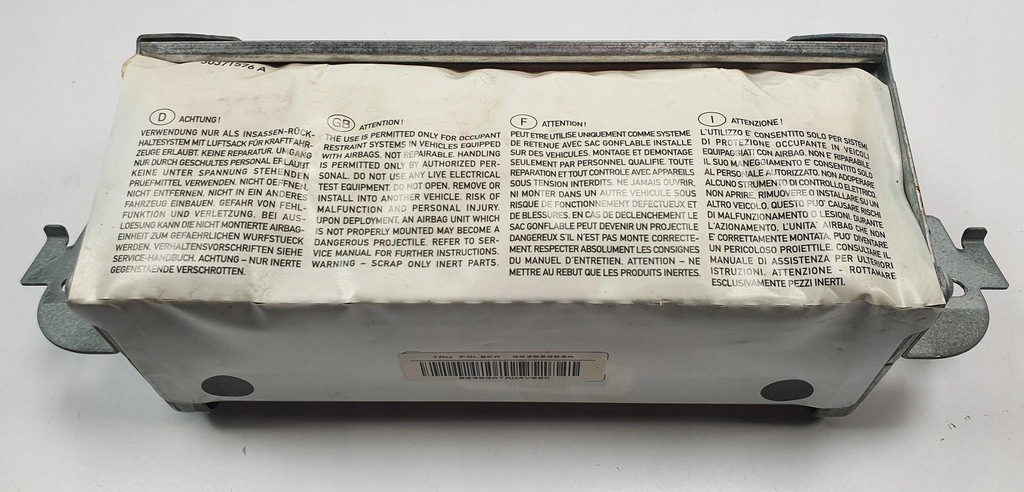 30371576 A
D ACHTUNG!
VERWENDUNG NUR ALS INSASSEN-RÜCK-
HALTESYSTEM MIT LUFTSACK FÜR KRAFTFAHR-
ZEUGE ERLAUBT. KEINE REPARATUR. UMGANG
NUR DURCH GESCHULTES PERSONAL ERLAUBT
KEINE UNTER SPANNUNG STEHENDEN
PRUEFMITTEL VERWENDEN. NICHT OEFFNEN.
NICHT ENTFERNEN. NICHT IN EIN ANDERES
FAHRZEUG EINBAUEN. GEFAHR VON FEHL-
FUNKTION UND VERLETZUNG. BEI AUS-
LOESUNG KANN DIE NICHT MONTIERTE AIRBAG-
EINHEIT ZUM GEFAEHRLICHEN WURFSTUECK
WERDEN. VERHALTENSVORSCHRIFTEN SIEHE
SERVICE-HANDBUCH. ACHTUNG – NUR INERTE
GEGENSTAENDE VERSCHROTTEN.
GB ATTENTION!
THE USE IS PERMITTED ONLY FOR OCCUPANT
RESTRAINT SYSTEMS IN VEHICLES EQUIPPED
WITH AIRBAGS. NOT REPAIRABLE. HANDLING
IS PERMITTED ONLY BY AUTHORIZED PER-
SONAL. DO NOT USE ANY LIVE ELECTRICAL
TEST EQUIPMENT. DO NOT OPEN. REMOVE OR
INSTALL INTO ANOTHER VEHICLE. RISK OF
MALFUNCTION AND PERSONAL INJURY.
UPON DEPLOYMENT, AN AIRBAG UNIT WHICH
IS NOT PROPERLY MOUNTED MAY BECOME A
DANGEROUS PROJECTILE. REFER TO SER-
VICE MANUAL FOR FURTHER INSTRUCTIONS.
WARNING – SCRAP ONLY INERT PARTS.
F ATTENTION!
PEUT ETRE UTILISE UNIQUEMENT COMME SYSTEME
DE RETENUE AVEC SAC GONFLABLE INSTALLE
SUR DES VEHICULES. MONTAGE ET DEMONTAGE
SEULEMENT PAR PERSONNEL QUALIFIE. TOUTE
REPARATION ET TOUT CONTROLE AVEC APPAREILS
SOUS TENSION INTERDITS. NE JAMAIS OUVRIR,
NI MONTER DANS UN AUTRE VEHICULE SOUS
RISQUE DE FONCTIONNEMENT DEFECTUEUX ET
DE BLESSURES. EN CAS DE DECLENCHEMENT LE
SAC GONFLABLE PEUT DEVENIR UN PROJECTILE
DANGEREUX S'IL N'EST PAS MONTE CORRECTE-
MENT. RESPECTER ABSOLUMENT LES CONSIGNES
DU MANUEL D'ENTRETIEN. ATTENTION – NE
METTRE AU REBUT QUE LES PRODUITS INERTES.
I ATTENZIONE!
L'UTILIZZO E' CONSENTITO SOLO PER SISTEMI
DI PROTEZIONE OCCUPANTE IN VEICOLI
EQUIPAGGIATI CON AIRBAG. NON E RIPARABILE.
IL SUO MANEGGIAMENTO E' CONSENTITO SOLO
AL PERSONALE AUTORIZZATO. NON ADOPERARE
ALCUNO STRUMENTO DI CONTROLLO ELETTRICO.
NON APRIRE, RIMUOVERE O INSTALLARE SU UN
ALTRO VEICOLO. QUESTO PUO' CAUSARE RISCHI
DI MALFUNZIONAMENTO O LESIONI. DURANTE
L'AZIONAMENTO. L'UNITA' AIRBAG CHE NON
E' CORRETTAMENTE MONTATA, PUO' DIVENTARE
UN PERICOLOSO PROIETTILE. CONSULTARE IL
MANUALE DI ASSISTENZA PER ULTERIORI
ISTRUZIONI. ATTENZIONE - ROTTAMARE
ESCLUSIVAMENTE PEZZI INERTI.
TRW POLSKA